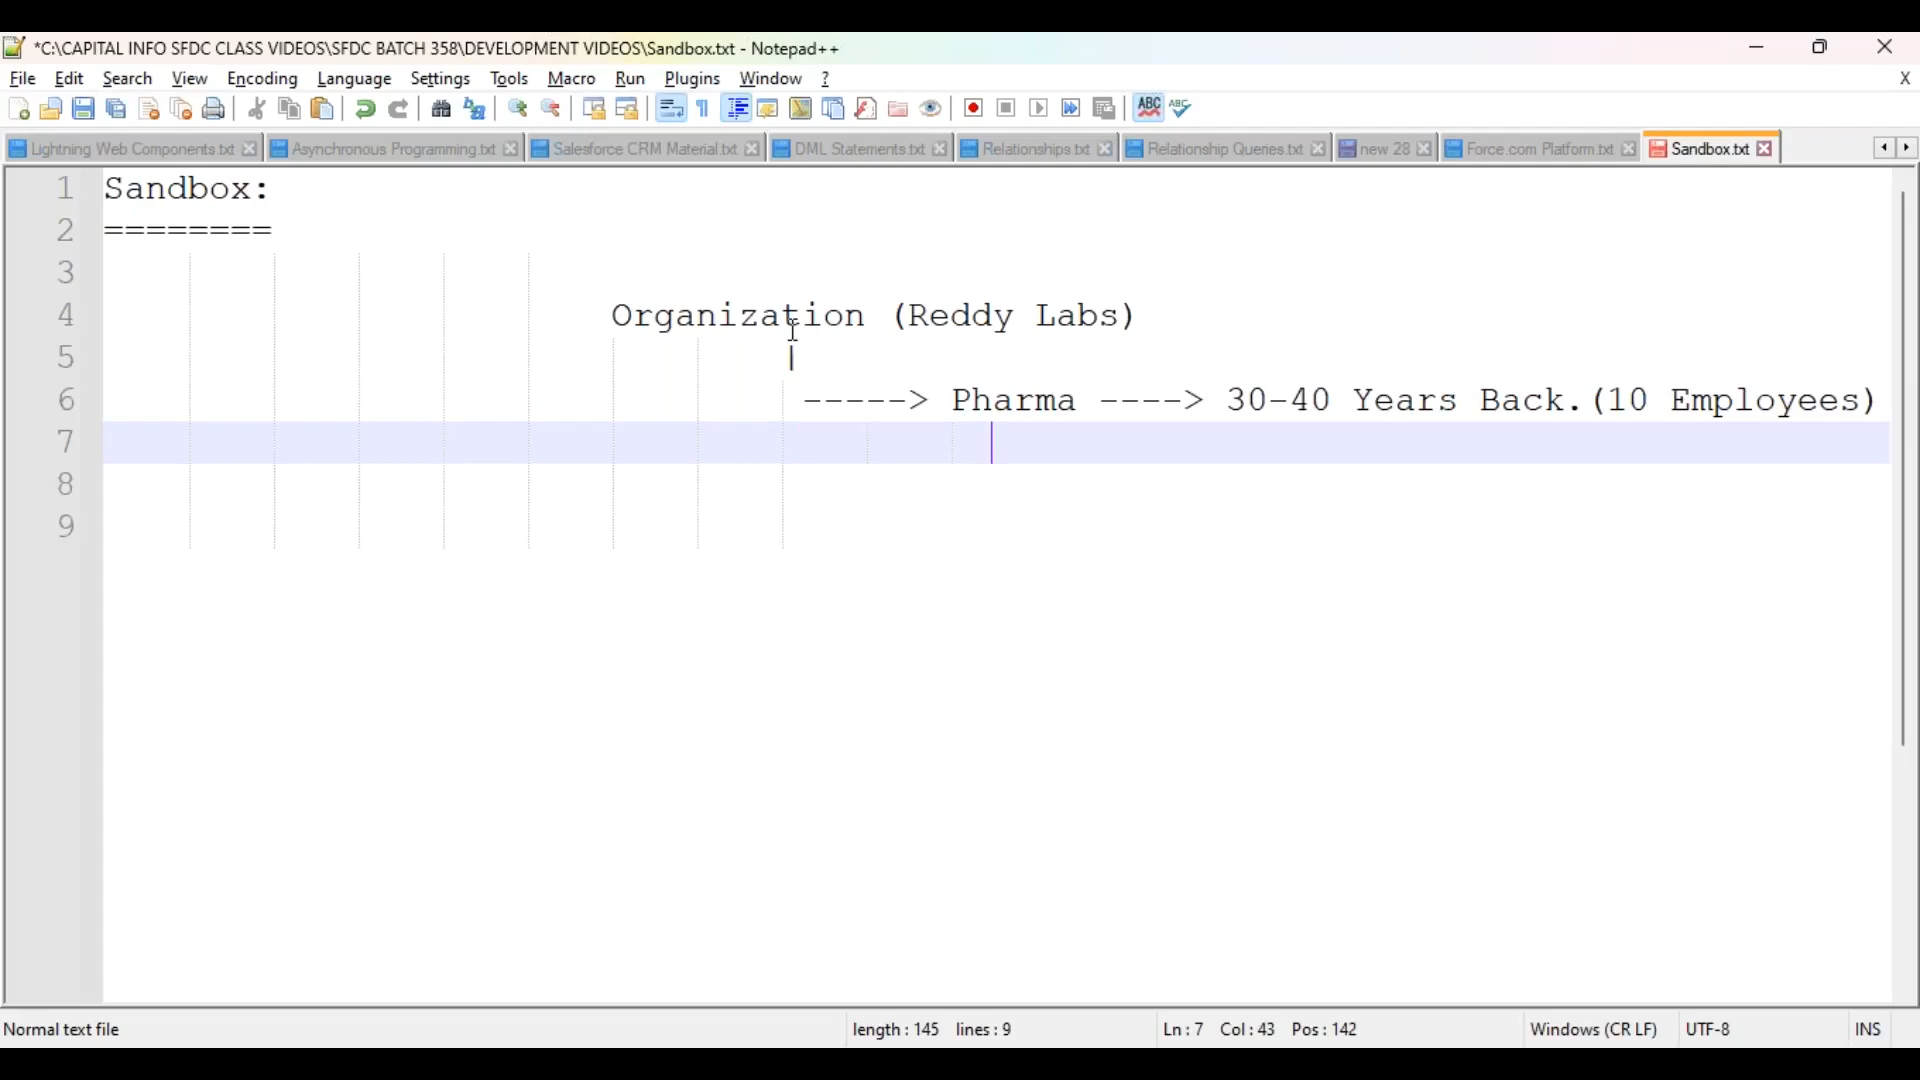 *C:\CAPITAL INFO SFDC CLASS VIDEOS\SFDC BATCH 358\DEVELOPMENT VIDEOS\Sandbox.txt - Notepad++
File Edit Search View Encoding Language Settings Tools Macro Run Plugins Window ? X
ABC ABC
Lightning Web Components.txt Asynchronous Programming.txt Salesforce CRM Material.txt DML Statements.txt Relationships.txt Relationship Queries.txt new 28 Force.com Platform.txt Sandbox.txt
1 Sandbox:
2 ========
3
4 Organization (Reddy Labs)
5 |
6 -----> Pharma ----> 30-40 Years Back.(10 Employees)
7
8
9
Normal text file length : 145 lines : 9 Ln : 7 Col : 43 Pos : 142 Windows (CR LF) UTF-8 INS